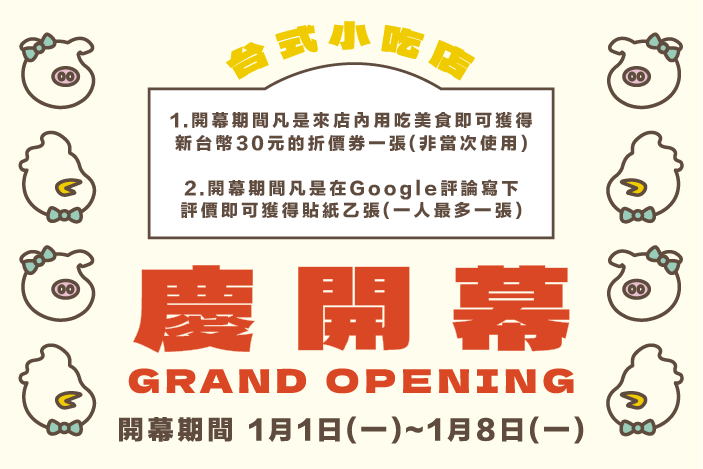 台式小吃店
1.開幕期間凡是來店內用吃美食即可獲得
新台幣30元的折價券一張(非當次使用)
2.開幕期間凡是在Google評論寫下
評價即可獲得貼紙乙張(一人最多一張)
慶開幕
GRAND OPENING
開幕期間 1月1日(一)~1月8日(一)